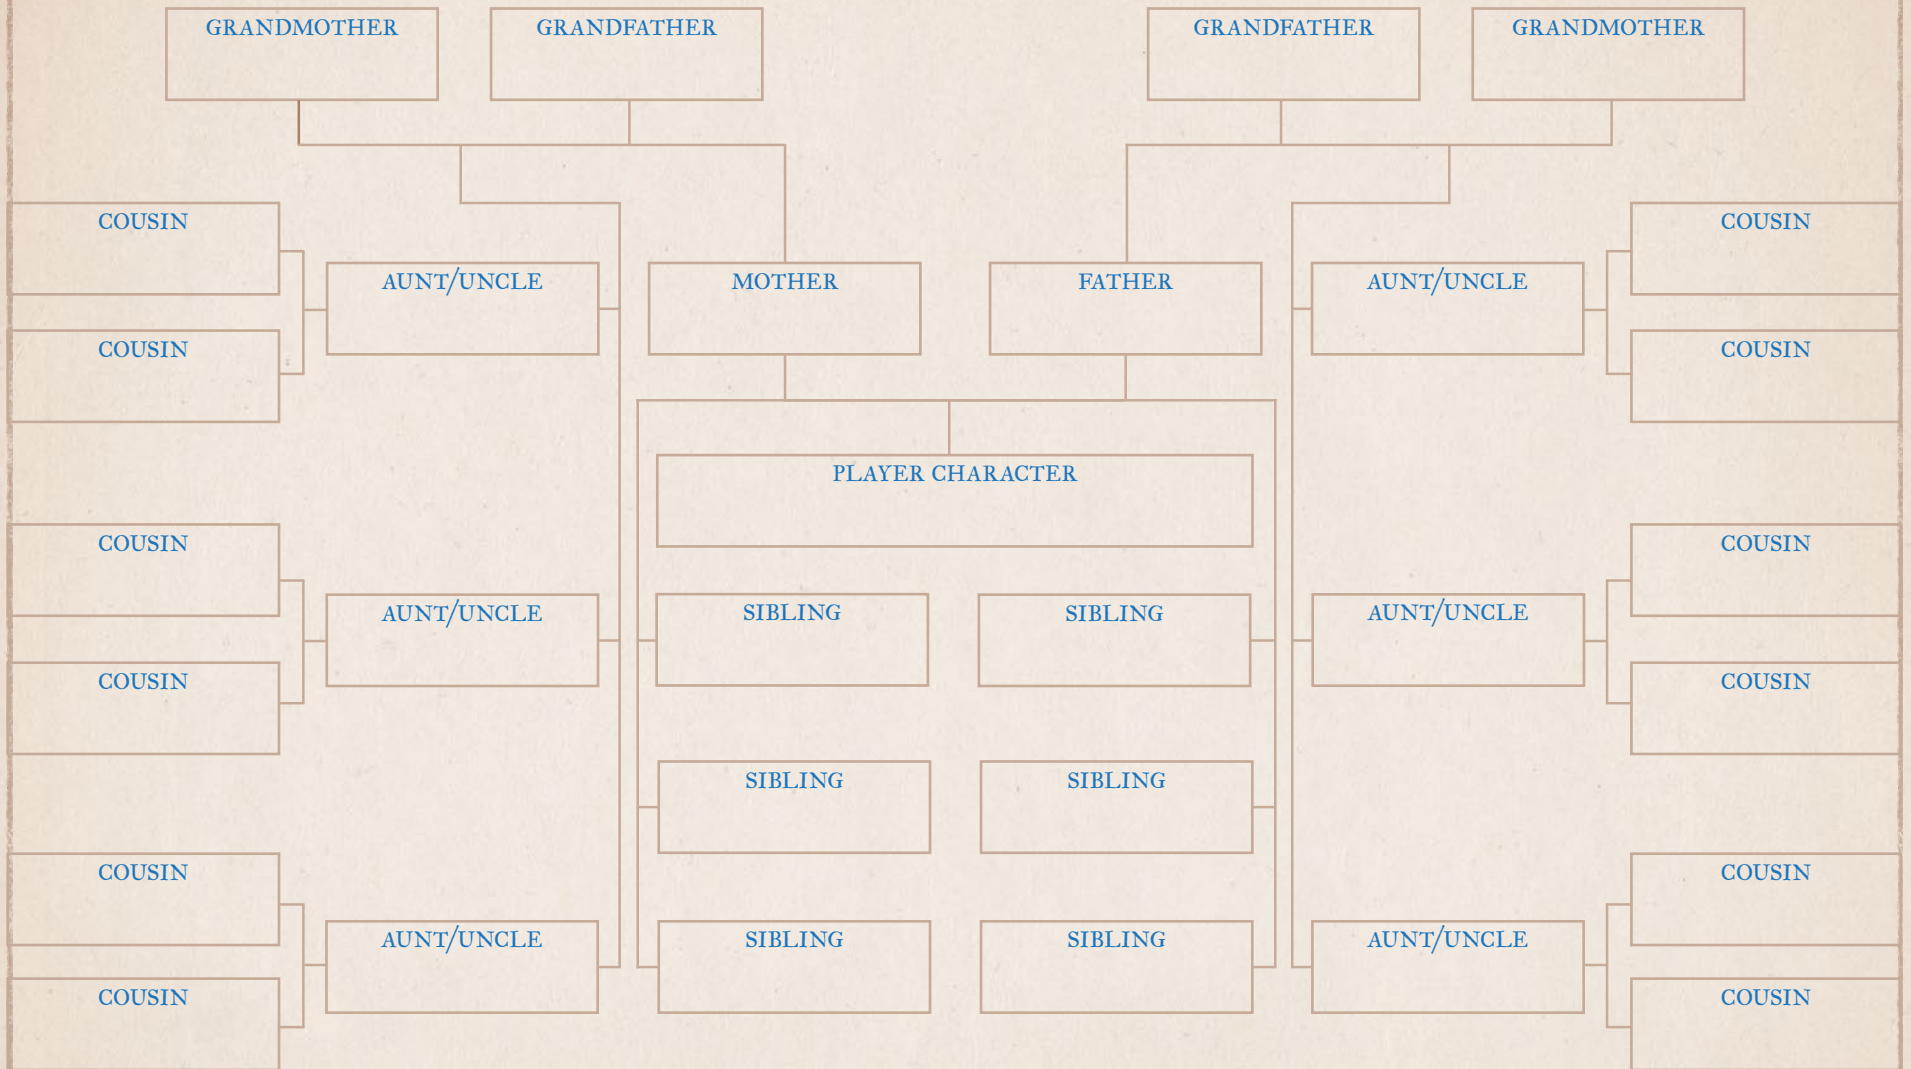 GRANDMOTHER
GRANDFATHER
GRANDFATHER
GRANDMOTHER
COUSIN
COUSIN
AUNT/UNCLE
MOTHER
FATHER
AUNT/UNCLE
COUSIN
COUSIN
PLAYER CHARACTER
COUSIN
COUSIN
AUNT/UNCLE
SIBLING
SIBLING
AUNT/UNCLE
COUSIN
COUSIN
SIBLING
SIBLING
COUSIN
COUSIN
AUNT/UNCLE
SIBLING
SIBLING
AUNT/UNCLE
COUSIN
COUSIN